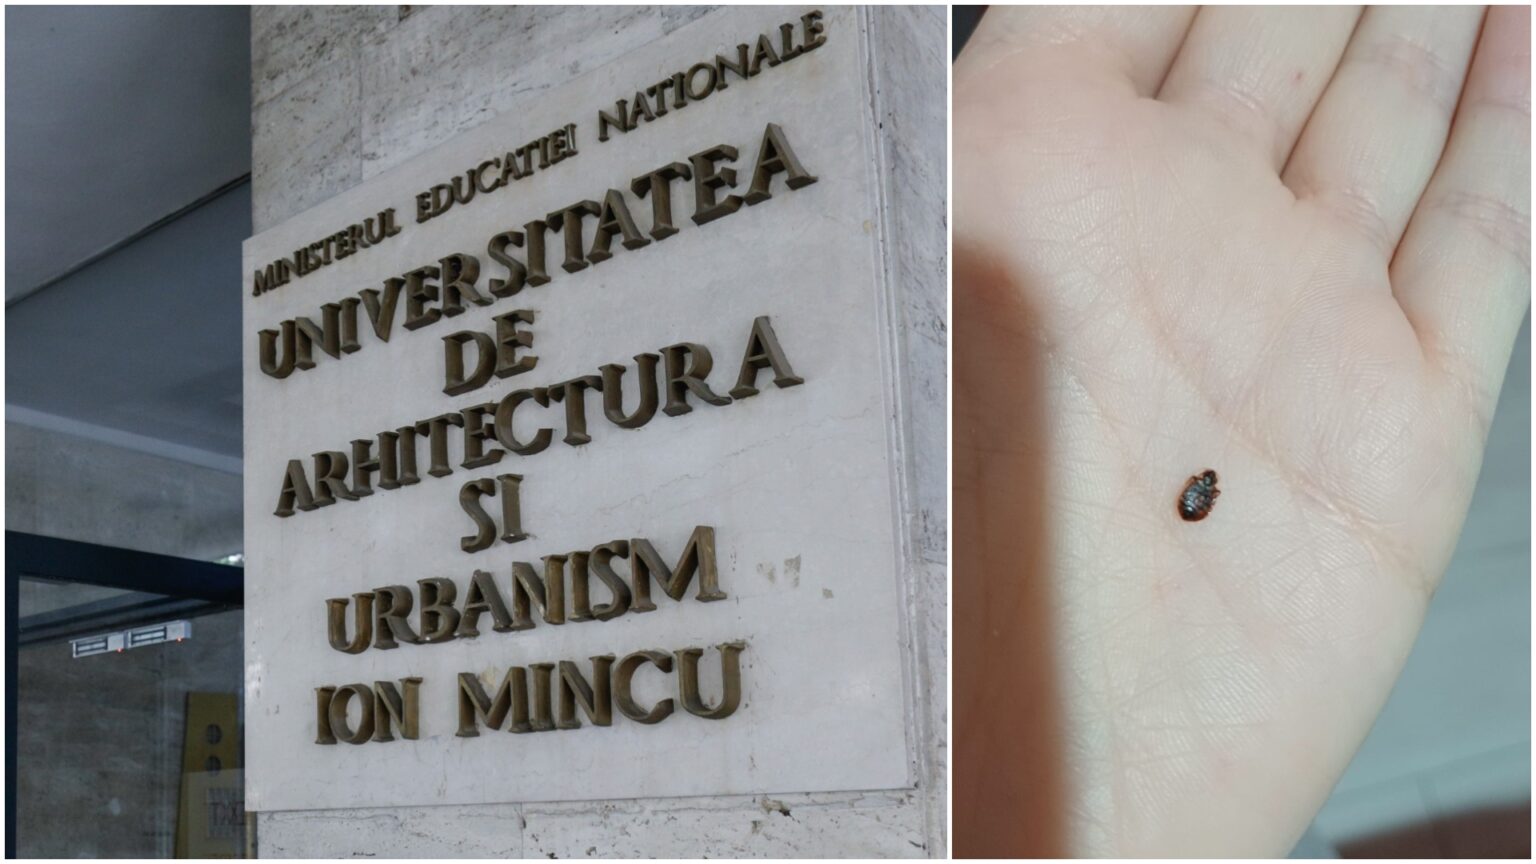 MINISTERUL EDUCATIEI NATIONALE
UNIVERSITATEA
DE
ARHITECTURA
SI
URBANISM
ION MINCU